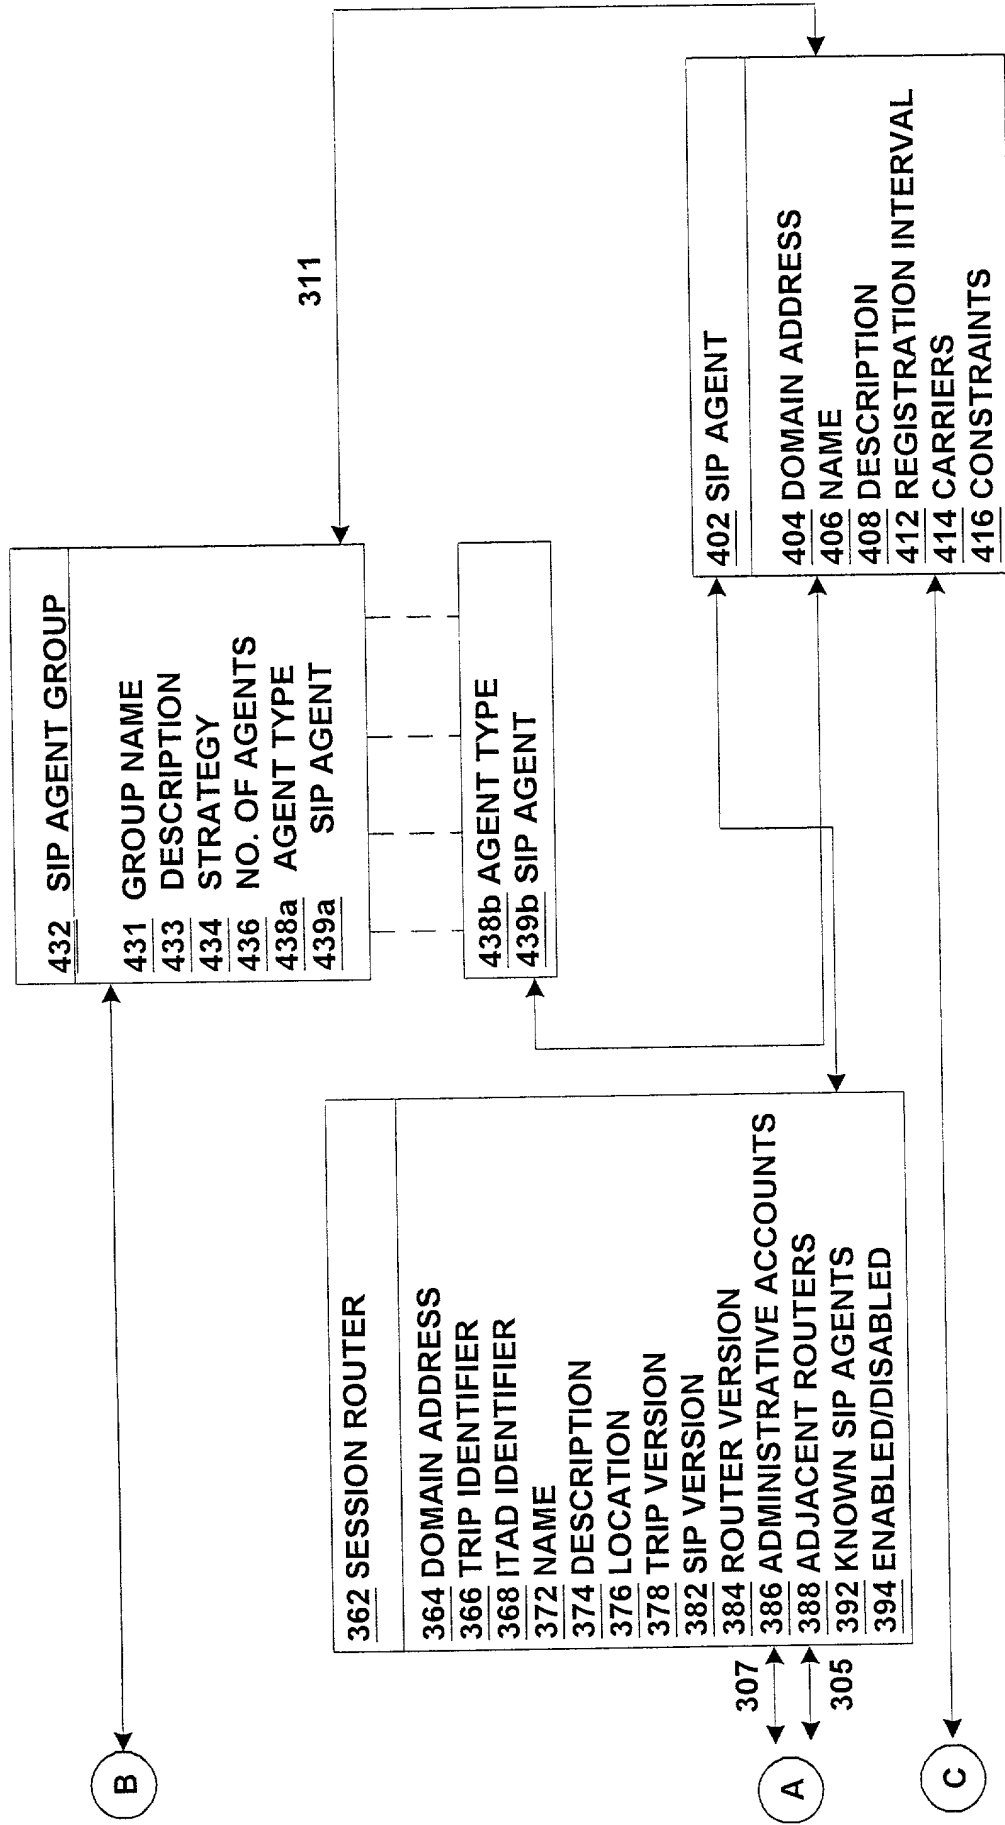 B
432 SIP AGENT GROUP
431 GROUP NAME
433 DESCRIPTION
434 STRATEGY
436 NO. OF AGENTS
438a AGENT TYPE
439a SIP AGENT
438b AGENT TYPE
439b SIP AGENT
311
362 SESSION ROUTER
364 DOMAIN ADDRESS
366 TRIP IDENTIFIER
368 ITAD IDENTIFIER
372 NAME
374 DESCRIPTION
376 LOCATION
378 TRIP VERSION
382 SIP VERSION
384 ROUTER VERSION
386 ADMINISTRATIVE ACCOUNTS
388 ADJACENT ROUTERS
392 KNOWN SIP AGENTS
394 ENABLED/DISABLED
307
305
A
402 SIP AGENT
404 DOMAIN ADDRESS
406 NAME
408 DESCRIPTION
412 REGISTRATION INTERVAL
414 CARRIERS
416 CONSTRAINTS
C